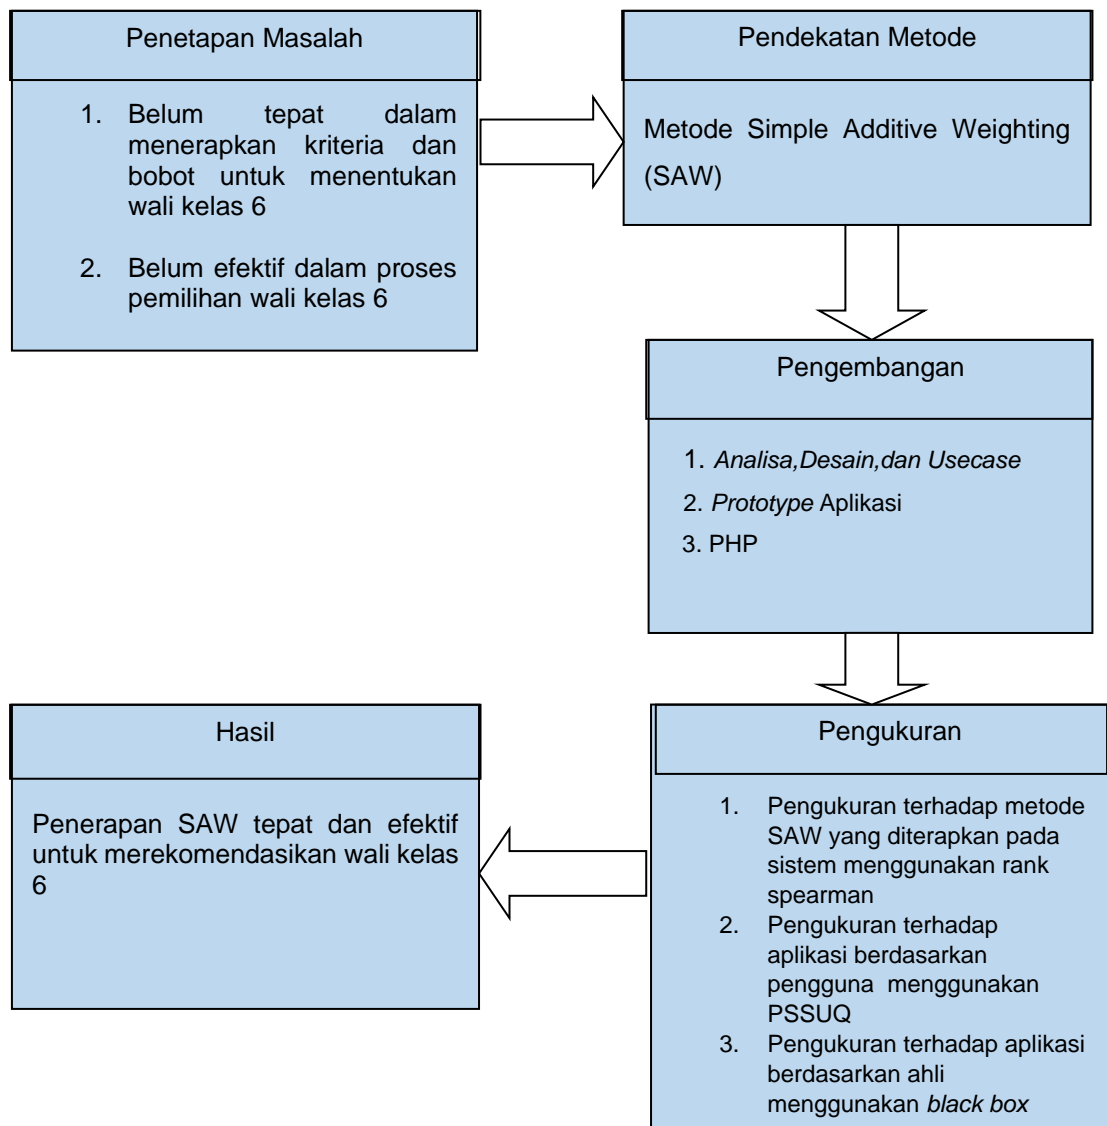 Penetapan Masalah
1. Belum tepat dalam
menerapkan kriteria dan
bobot untuk menentukan
wali kelas 6
2. Belum efektif dalam proses
pemilihan wali kelas 6
Pendekatan Metode
Metode Simple Additive Weighting
(SAW)
Pengembangan
1. Analisa,Desain,dan Usecase
2. Prototype Aplikasi
3. PHP
Pengukuran
1. Pengukuran terhadap metode
SAW yang diterapkan pada
sistem menggunakan rank
spearman
2. Pengukuran terhadap
aplikasi berdasarkan
pengguna menggunakan
PSSUQ
3. Pengukuran terhadap aplikasi
berdasarkan ahli
menggunakan black box
Hasil
Penerapan SAW tepat dan efektif
untuk merekomendasikan wali kelas
6